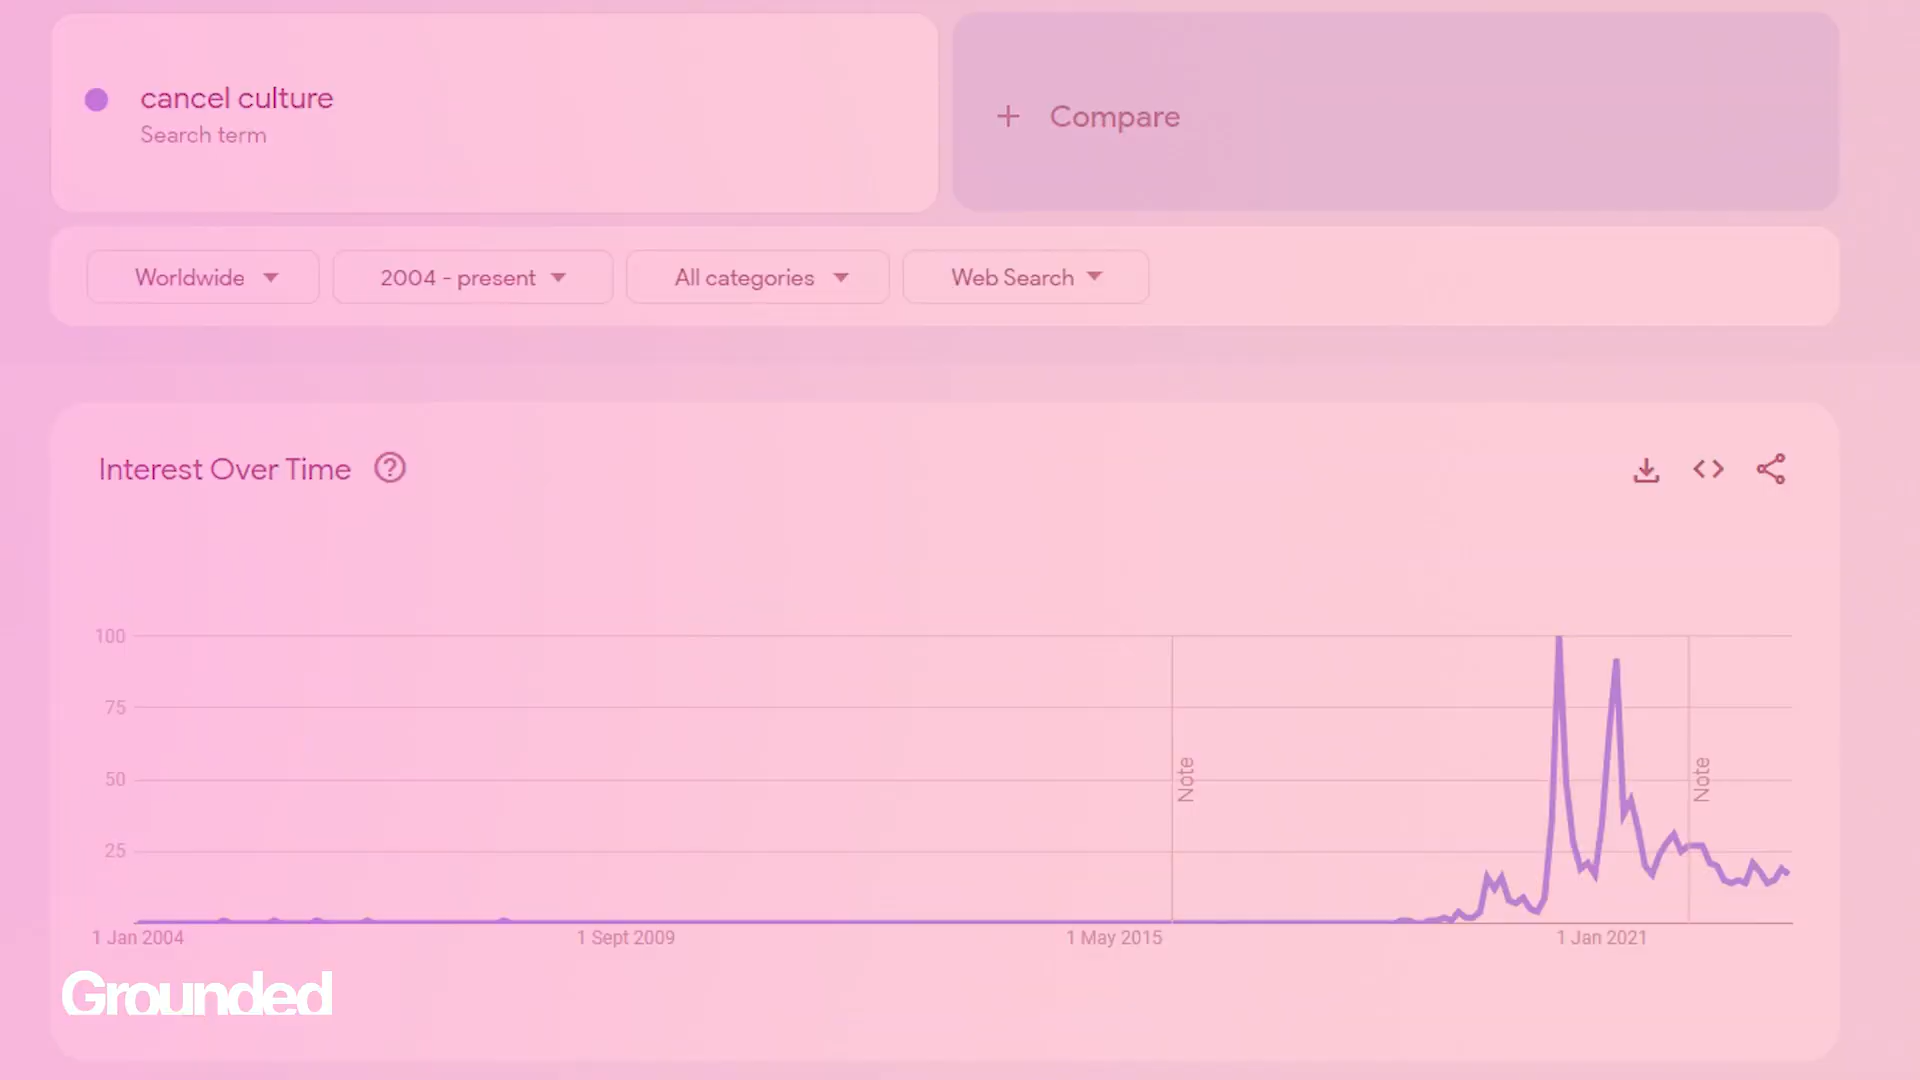 cancel culture
Search term
+ Compare
Worldwide
2004 - present
All categories
Web Search
Interest Over Time
100
75
50
25
Note
Note
1 Jan 2004
1 Sept 2009
1 May 2015
1 Jan 2021
Grounded